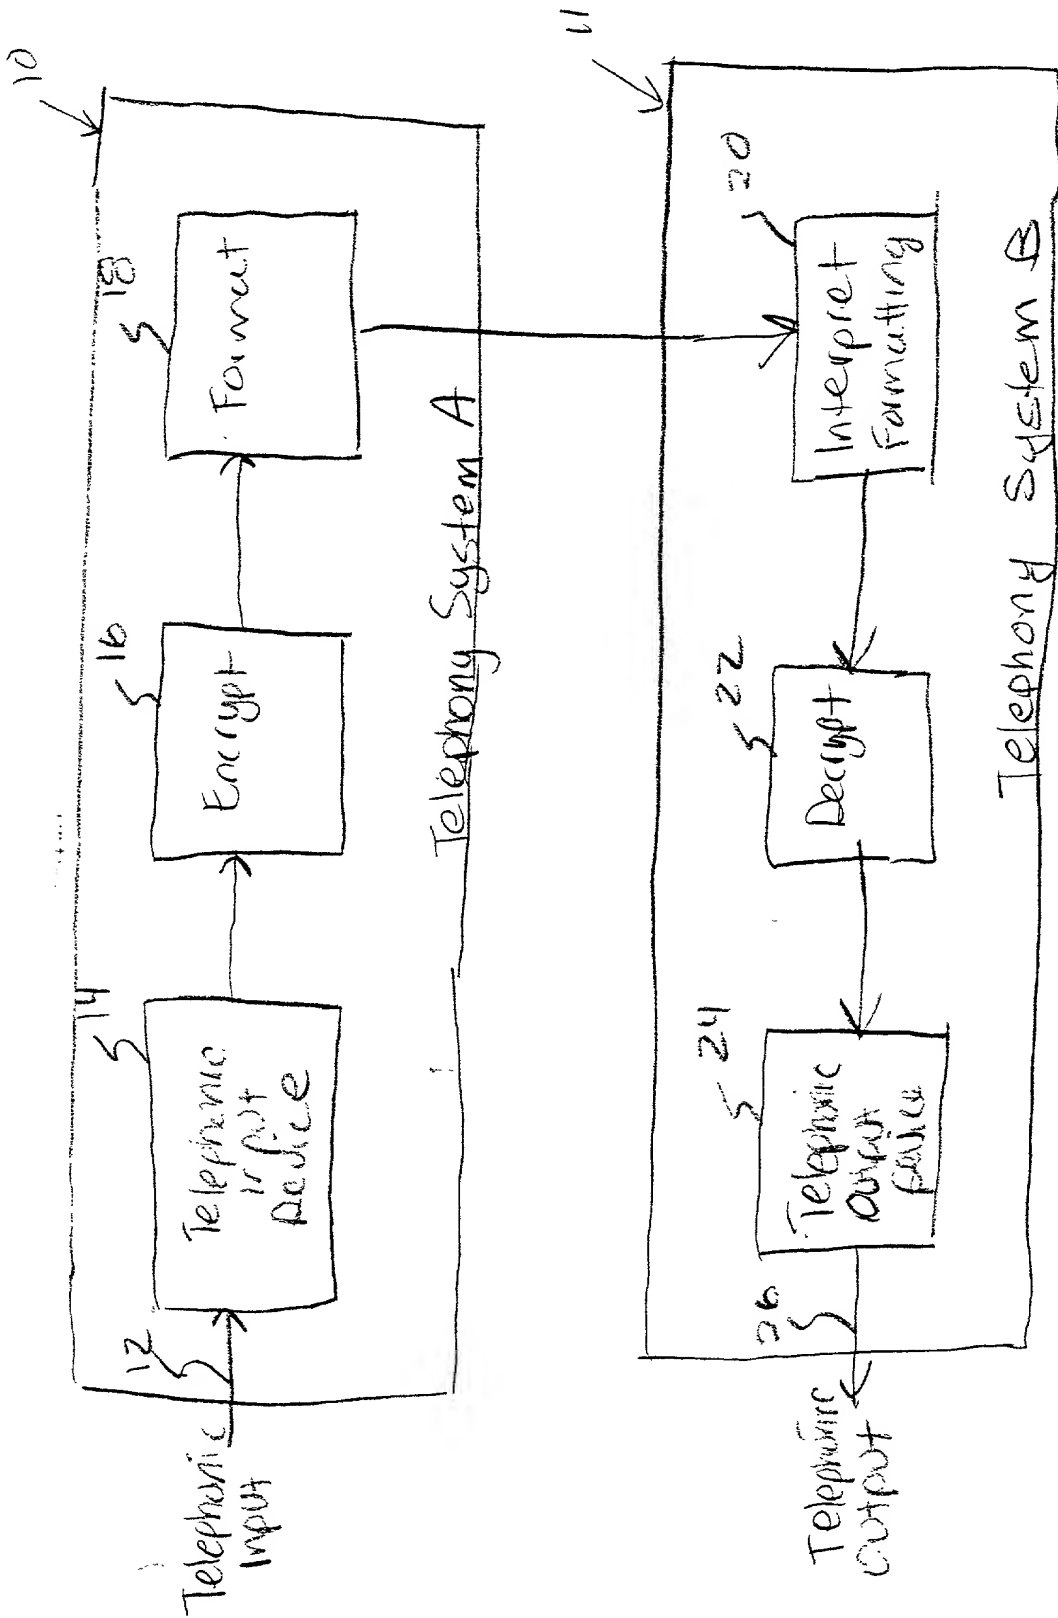 10
Telephonic
Input
12
14
Telephonic
input
Device
16
Encrypt
18
Format
Telephony System A
11
20
Interpret
Formatting
22
Decrypt
24
Telephonic
output
Device
26
Telephonic
output
Telephony System B